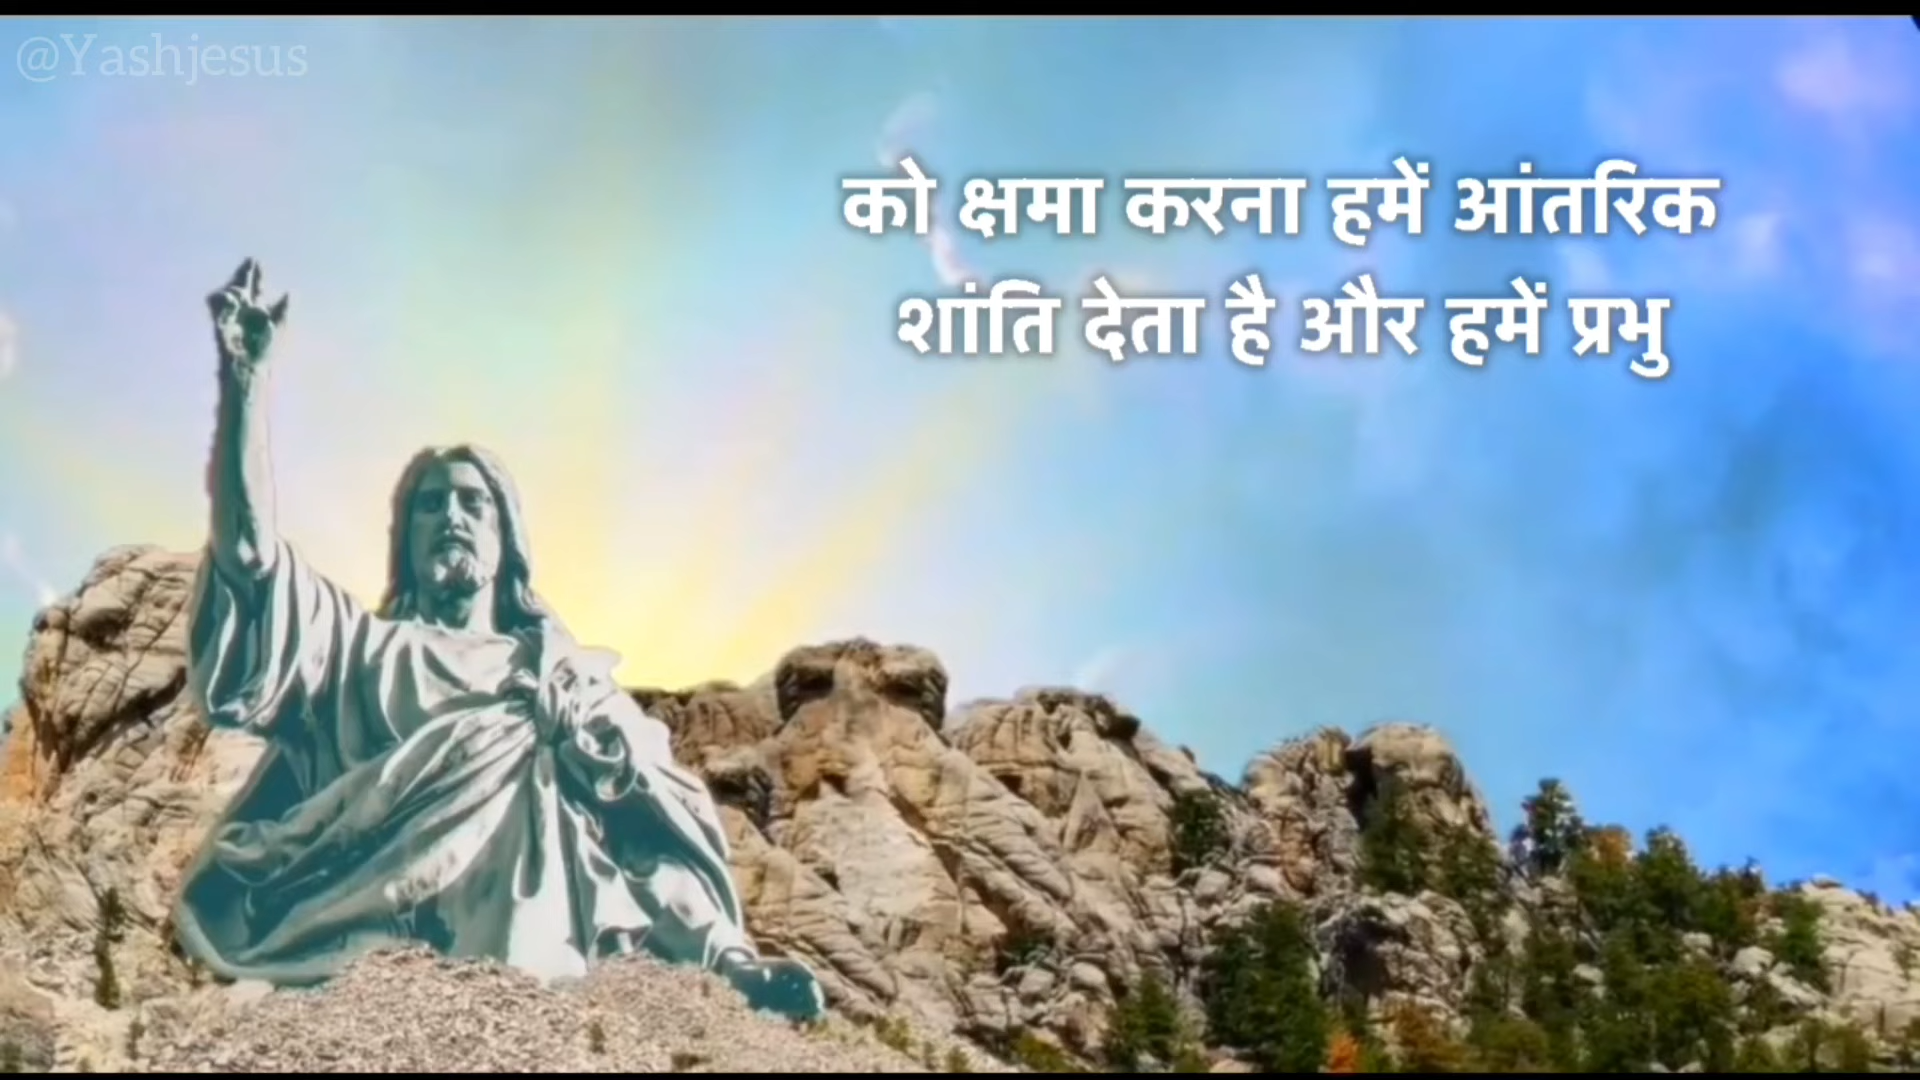 @Yashjesus
को क्षमा करना हमें आंतरिक
शांति देता है और हमें प्रभु